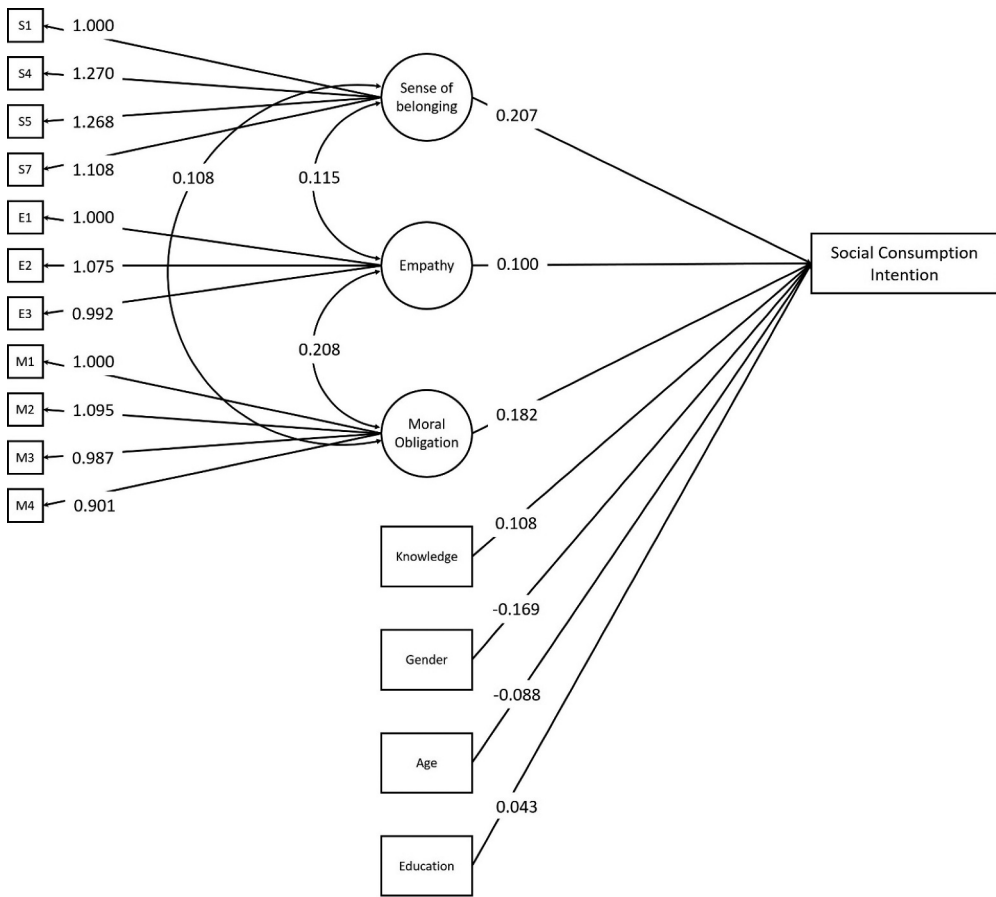 S1
1.000
S4
1.270
Sense of
belonging
S5
1.268
0.207
S7
1.108
0.108
0.115
E1
1.000
E2
1.075
Empathy
0.100
Social Consumption
Intention
E3
0.992
M1
1.000
0.208
M2
1.095
Moral
Obligation
0.182
M3
0.987
M4
0.901
0.108
Knowledge
-0.169
Gender
-0.088
Age
0.043
Education